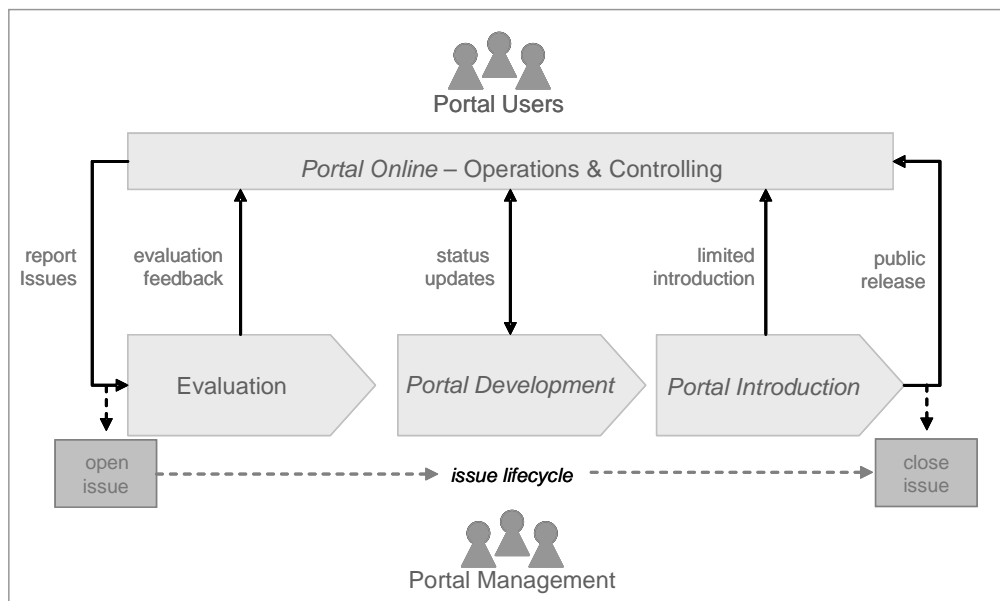 Portal Users
Portal Online – Operations & Controlling
report
Issues
evaluation
feedback
status
updates
limited
introduction
public
release
Evaluation
Portal Development
Portal Introduction
open
issue
issue lifecycle
close
issue
Portal Management